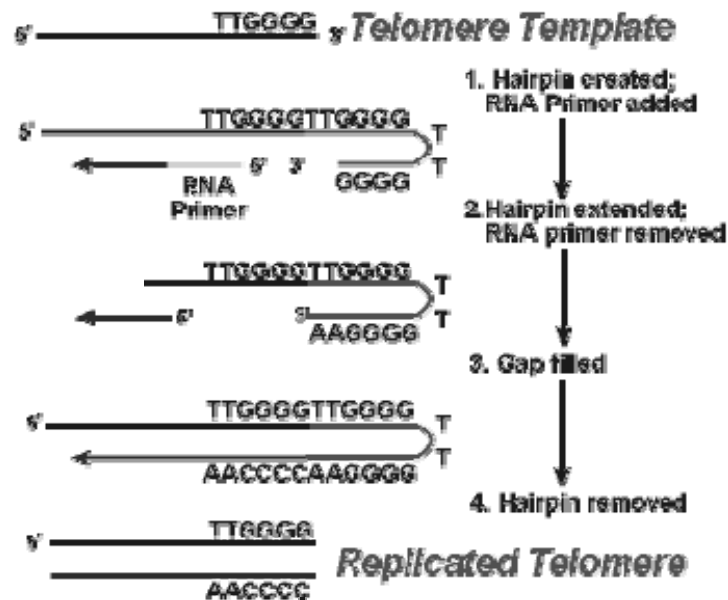 TTGGGG
5' 3' Telomere Template
1. Hairpin created;
RNA Primer added
TTGGGGTTGGGG T
5'
5' 3' T
GGGG
RNA
Primer
2. Hairpin extended;
RNA primer removed
TTGGGGTTGGGG T
5' 3' T
AAGGGG
3. Gap filled
TTGGGGTTGGGG T
5'
T
AACCCCAAGGGG
4. Hairpin removed
TTGGGG
5'
Replicated Telomere
AACCCC